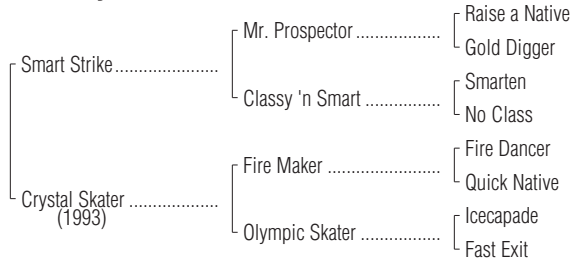 Raise a Native
Mr. Prospector ..................
Gold Digger
Smart Strike......................
Smarten
Classy 'n Smart ................
No Class
Fire Dancer
Fire Maker ........................
Quick Native
Crystal Skater ...................
(1993)
Icecapade
Olympic Skater .................
Fast Exit